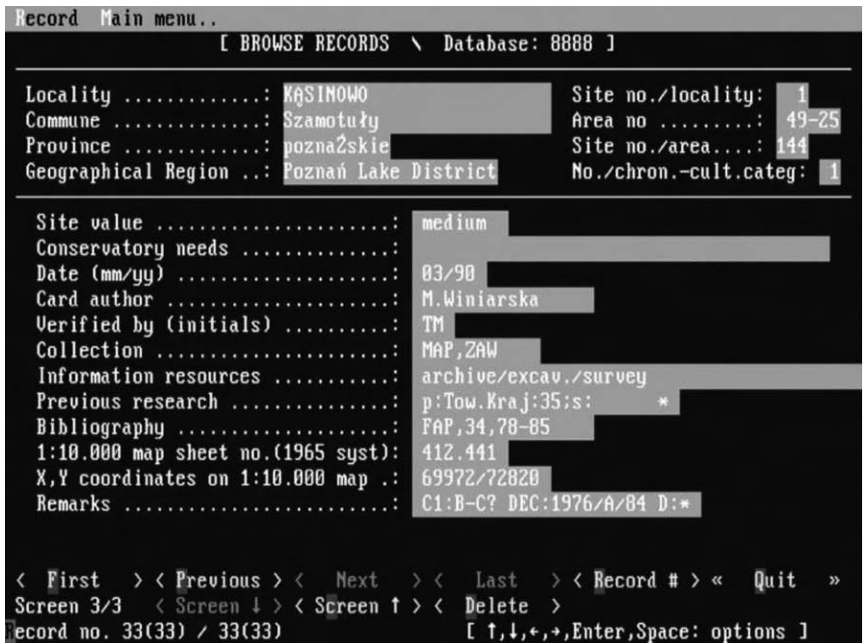 Record Main menu..
[ BROWSE RECORDS \ Database: 8888 ]
Locality .............: KĄSINOWO Site no./locality: 1
Commune ..............: Szamotuły Area no .........: 49-25
Province .............: poznaŹskie Site no./area....: 144
Geographical Region ..: Poznań Lake District No./chron.-cult.categ: 1
Site value ......................: medium
Conservatory needs ..............:
Date (mm/yy) ....................: 03/90
Card author .....................: M.Winiarska
Verified by (initials) ..........: TM
Collection ......................: MAP,ZAW
Information resources ...........: archive/excav./survey
Previous research ...............: p:Tow.Kraj:35;s: *
Bibliography ....................: FAP,34,78-85
1:10.000 map sheet no.(1965 syst): 412.441
X,Y coordinates on 1:10.000 map .: 69972/72820
Remarks .........................: C1:B-C? DEC:1976/A/84 D:*
< First > < Previous > < Next > < Last > < Record # > « Quit »
Screen 3/3 < Screen ↓ > < Screen ↑ > < Delete >
Record no. 33(33) / 33(33) [ ↑,↓,←,→,Enter,Space: options ]